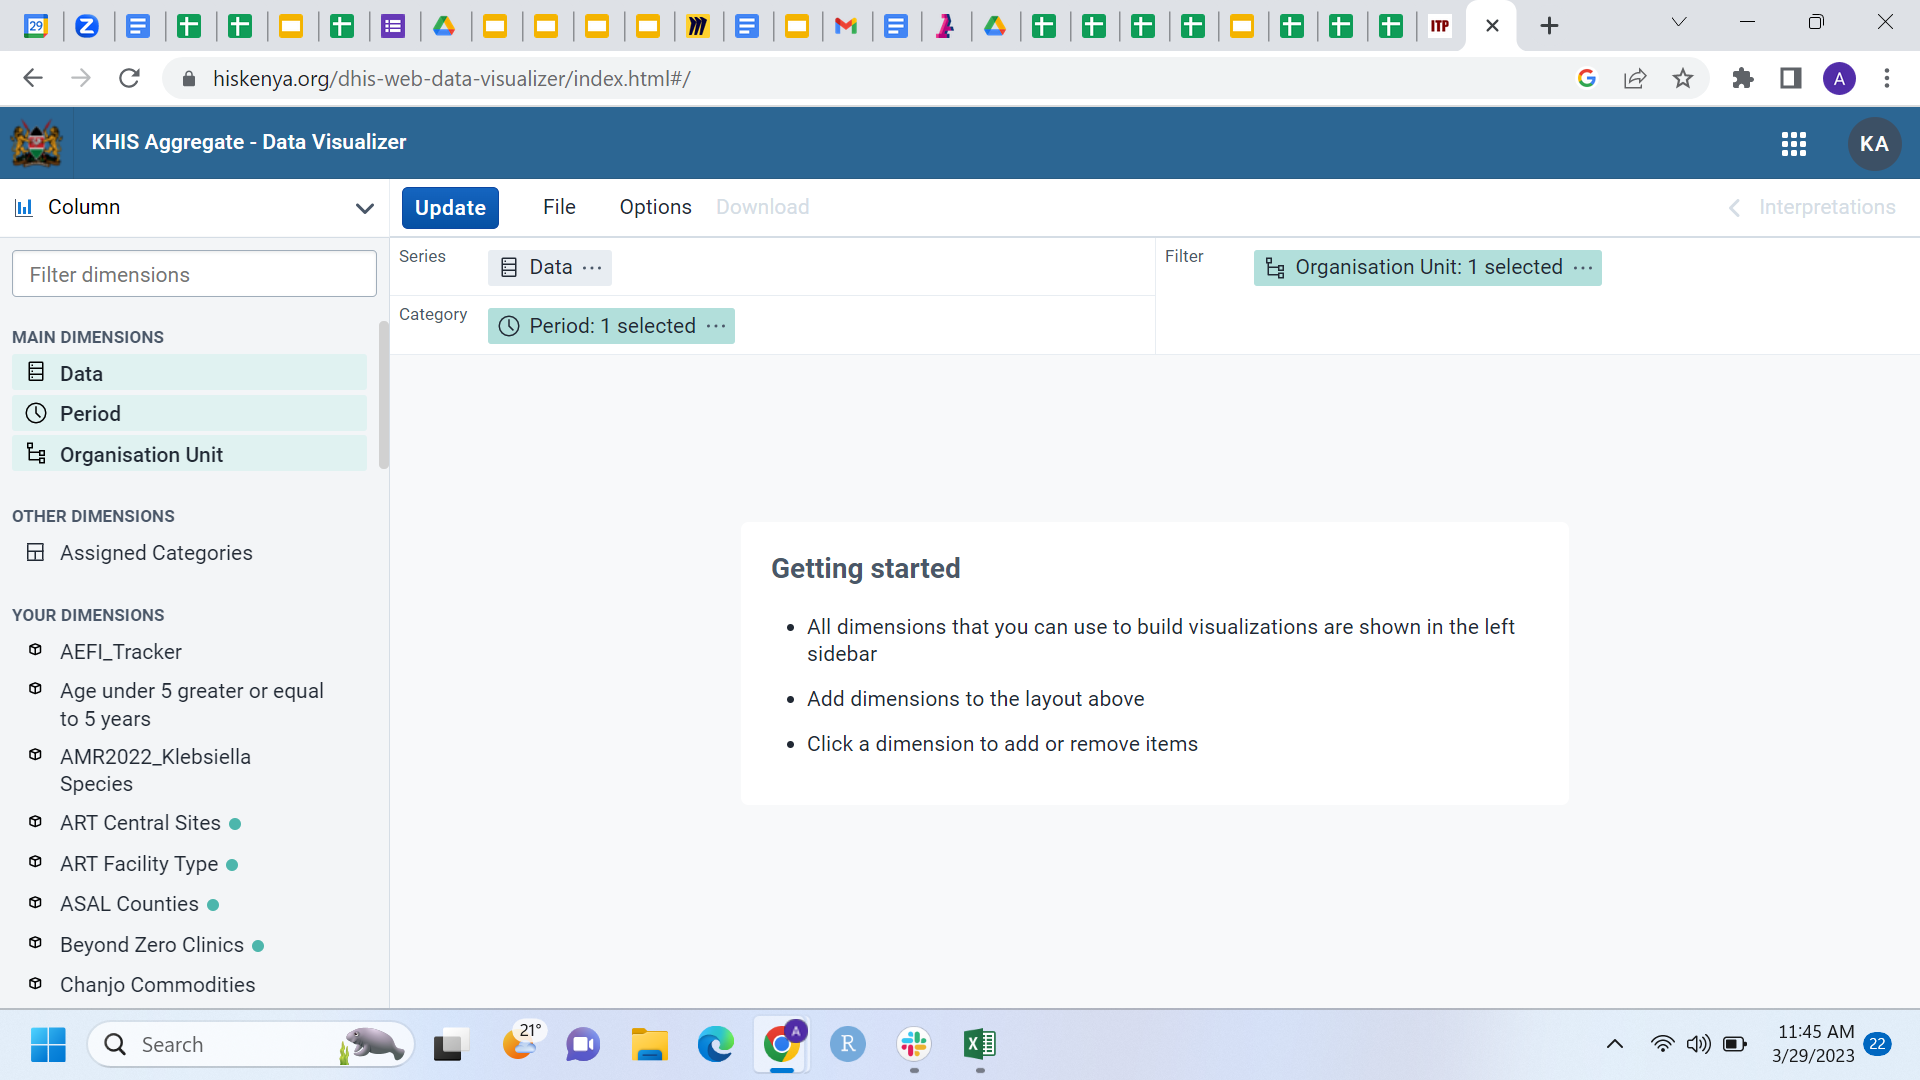 29
Z
ITP
hiskenya.org/dhis-web-data-visualizer/index.html#/
G
A
KHIS Aggregate - Data Visualizer
KA
Column
Update
File
Options
Download
Interpretations
Filter dimensions
Series
Data ...
Filter
Organisation Unit: 1 selected ...
Category
Period: 1 selected ...
MAIN DIMENSIONS
Data
Period
Organisation Unit
OTHER DIMENSIONS
Assigned Categories
YOUR DIMENSIONS
AEFI_Tracker
Age under 5 greater or equal
to 5 years
AMR2022_Klebsiella
Species
ART Central Sites
ART Facility Type
ASAL Counties
Beyond Zero Clinics
Chanjo Commodities
Getting started
• All dimensions that you can use to build visualizations are shown in the left
sidebar
• Add dimensions to the layout above
• Click a dimension to add or remove items
Search
21°
A
R
X
11:45 AM
3/29/2023
22